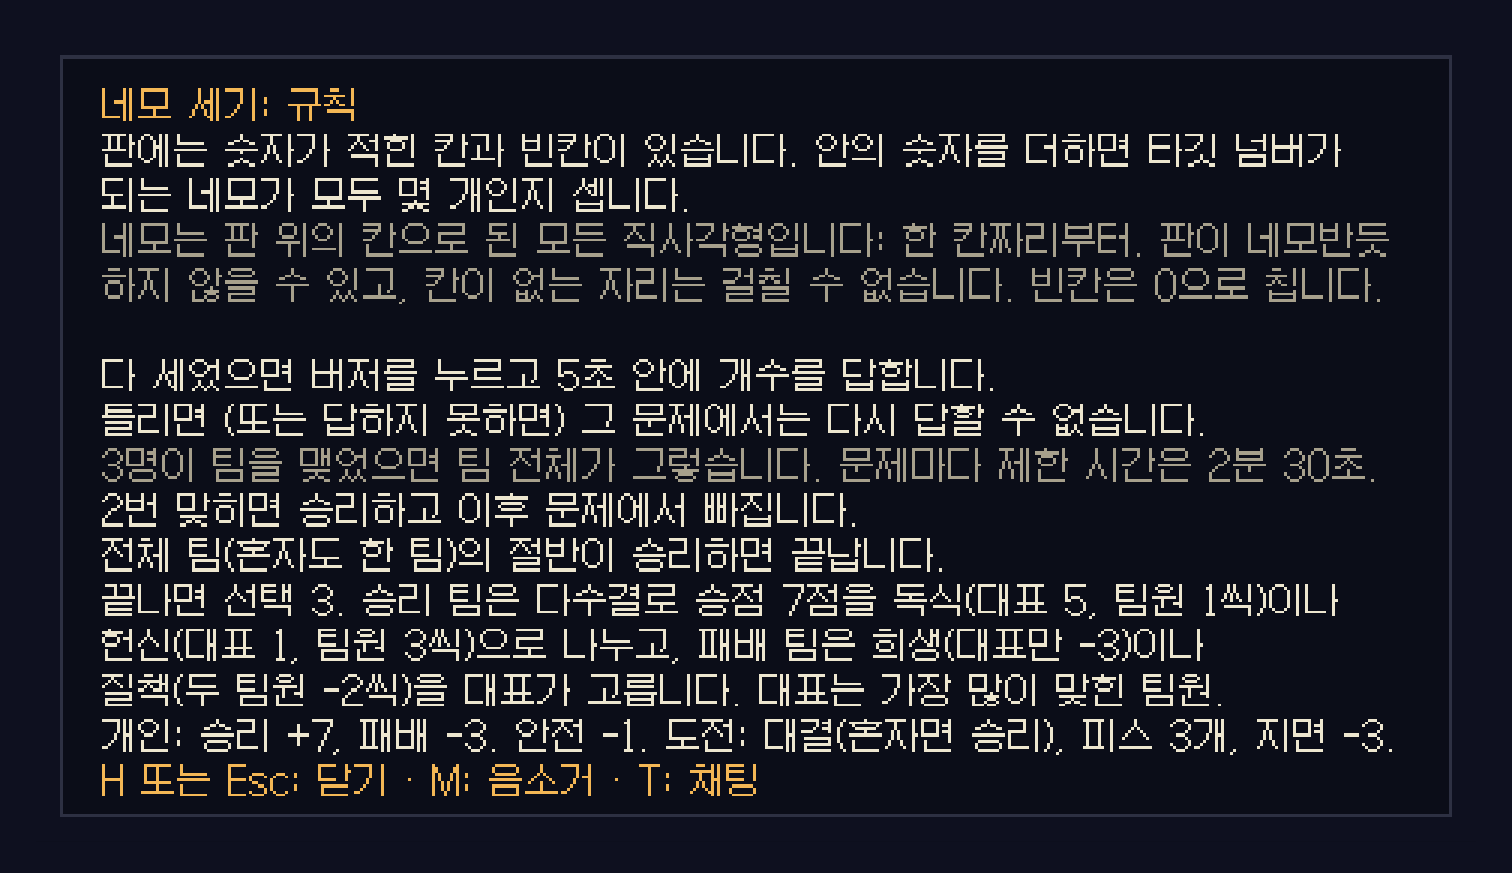 네모 세기: 규칙
판에는 숫자가 적힌 칸과 빈칸이 있습니다. 안의 숫자를 더하면 타깃 넘버가
되는 네모가 모두 몇 개인지 셉니다.
네모는 판 위의 칸으로 된 모든 직사각형입니다: 한 칸짜리부터. 판이 네모반듯
하지 않을 수 있고, 칸이 없는 자리는 걸칠 수 없습니다. 빈칸은 0으로 칩니다.
다 세었으면 버저를 누르고 5초 안에 개수를 답합니다.
틀리면 (또는 답하지 못하면) 그 문제에서는 다시 답할 수 없습니다.
3명이 팀을 맺었으면 팀 전체가 그렇습니다. 문제마다 제한 시간은 2분 30초.
2번 맞히면 승리하고 이후 문제에서 빠집니다.
전체 팀(혼자도 한 팀)의 절반이 승리하면 끝납니다.
끝나면 선택 3. 승리 팀은 다수결로 승점 7점을 독식(대표 5, 팀원 1씩)이나
헌신(대표 1, 팀원 3씩)으로 나누고, 패배 팀은 희생(대표만 -3)이나
질책(두 팀원 -2씩)을 대표가 고릅니다. 대표는 가장 많이 맞힌 팀원.
개인: 승리 +7, 패배 -3. 안전 -1. 도전: 대결(혼자면 승리), 피스 3개, 지면 -3.
H 또는 Esc: 닫기 · M: 음소거 · T: 채팅